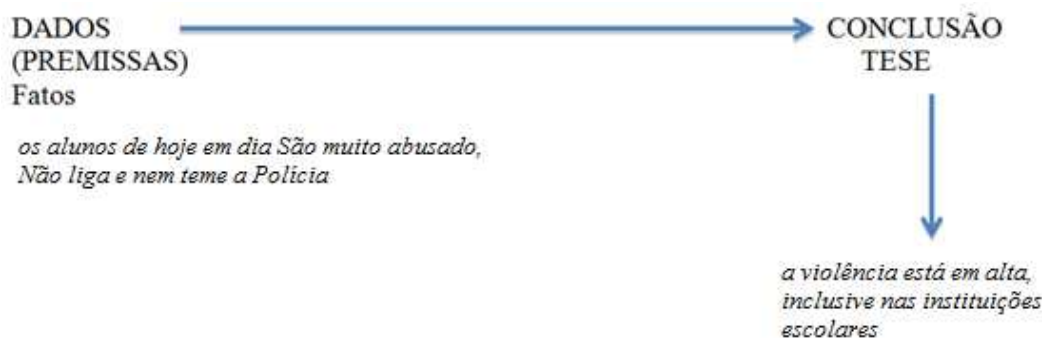 DADOS
(PREMISSAS)
Fatos
os alunos de hoje em dia São muito abusado,
Não liga e nem teme a Polícia
CONCLUSÃO
TESE
a violência está em alta,
inclusive nas instituições
escolares